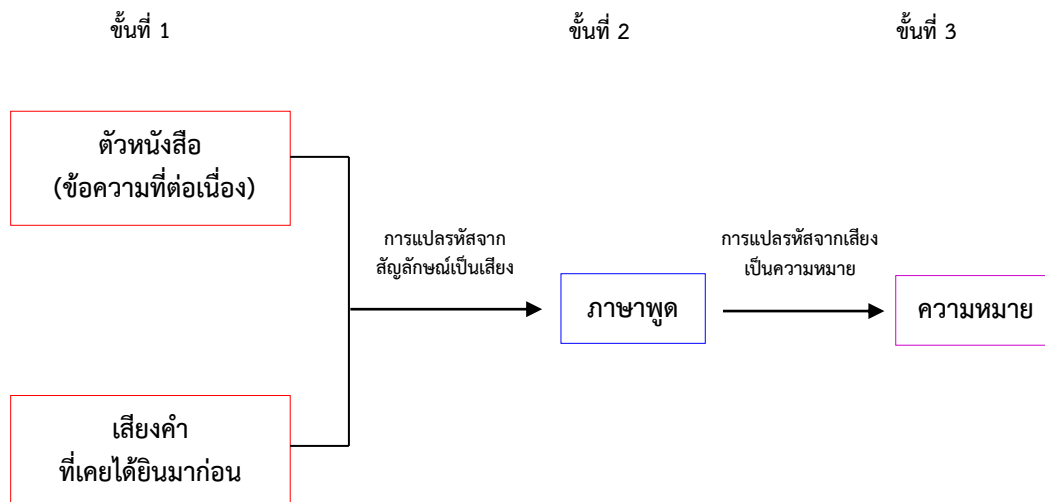 ขั้นที่ 1
ขั้นที่ 2
ขั้นที่ 3
ตัวหนังสือ
(ข้อความที่ต่อเนื่อง)
การแปลรหัสจาก
สัญลักษณ์เป็นเสียง
การแปลรหัสจากเสียง
เป็นความหมาย
ภาษาพูด
ความหมาย
เสียงคำ
ที่เคยได้ยินมาก่อน